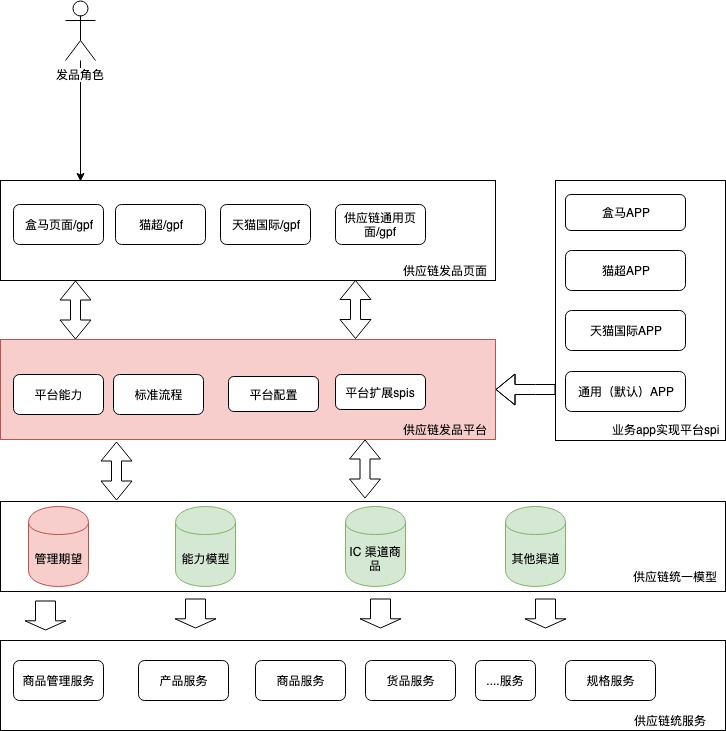 发品角色
盒马页面/gpf
猫超/gpf
天猫国际/gpf
供应链通用页
面/gpf
供应链发品页面
盒马APP
猫超APP
天猫国际APP
通用（默认）APP
业务app实现平台spi
平台能力
标准流程
平台配置
平台扩展spis
供应链发品平台
管理期望
能力模型
IC 渠道商
品
其他渠道
供应链统一模型
商品管理服务
产品服务
商品服务
货品服务
....服务
规格服务
供应链统服务